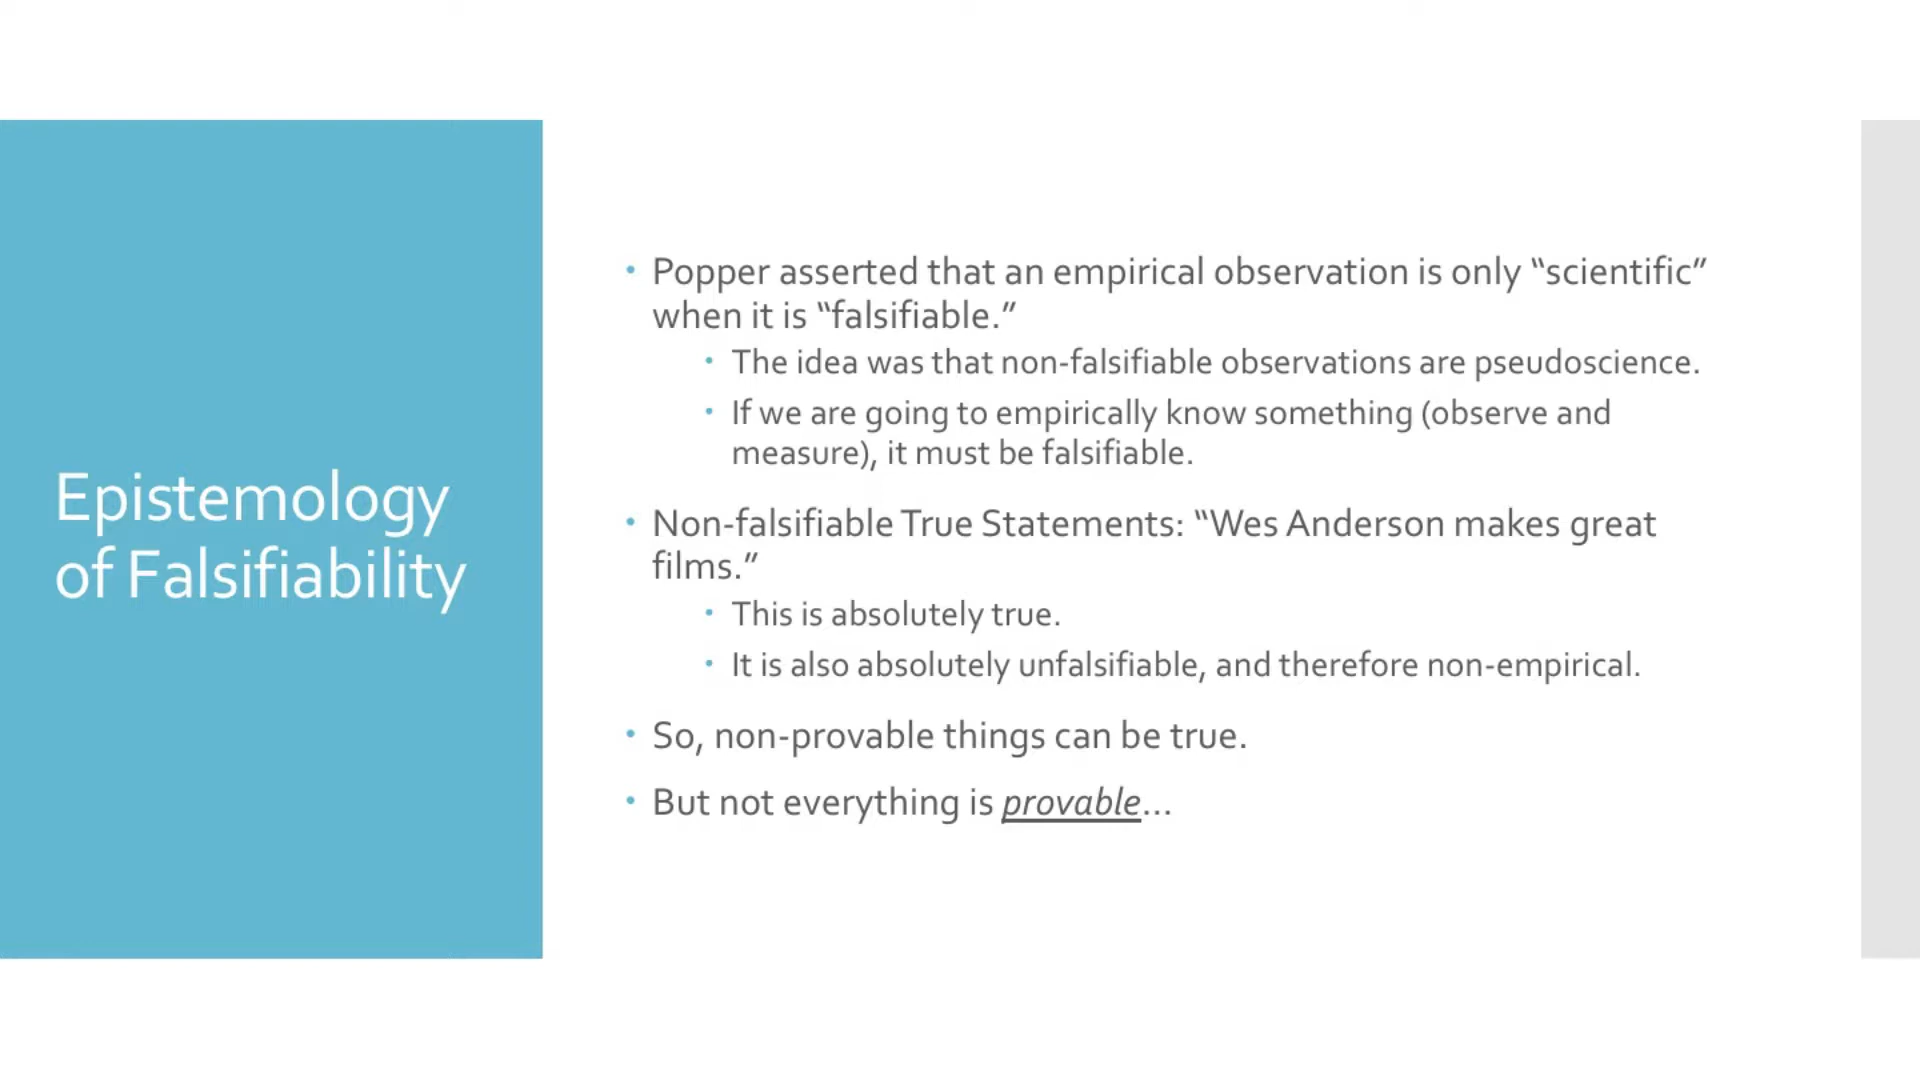 Epistemology
of Falsifiability
• Popper asserted that an empirical observation is only “scientific”
when it is “falsifiable.”
• The idea was that non-falsifiable observations are pseudoscience.
• If we are going to empirically know something (observe and
measure), it must be falsifiable.
• Non-falsifiable True Statements: “Wes Anderson makes great
films.”
• This is absolutely true.
• It is also absolutely unfalsifiable, and therefore non-empirical.
• So, non-provable things can be true.
• But not everything is provable…